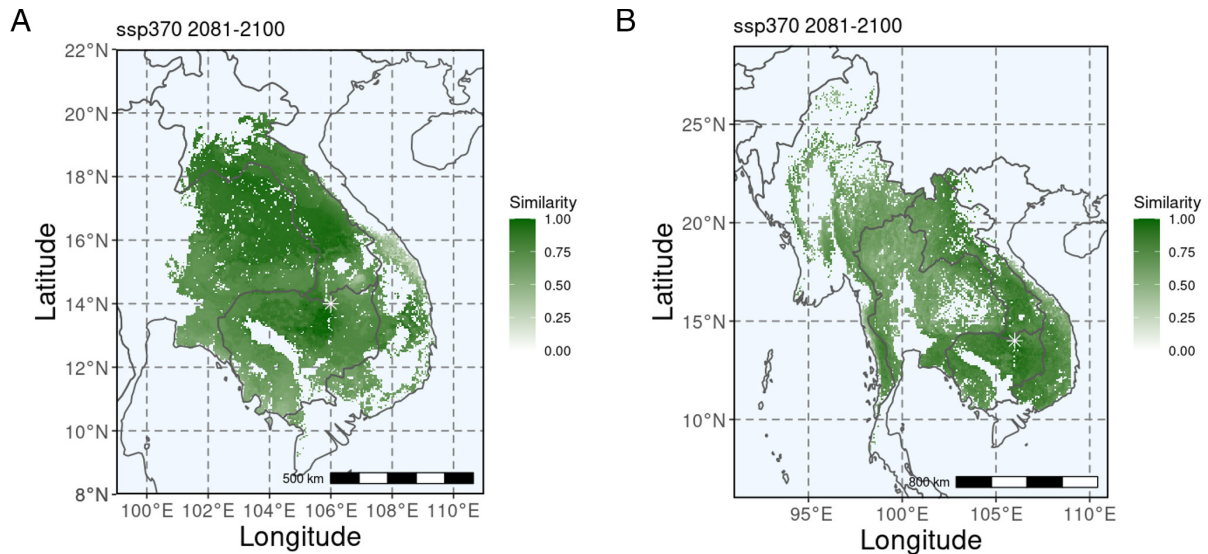 A
ssp370 2081-2100
22°N
20°N
18°N
16°N
14°N
12°N
10°N
8°N
Latitude
100°E 102°E 104°E 106°E 108°E 110°E
Longitude
500 km
Similarity
1.00
0.75
0.50
0.25
0.00
B
ssp370 2081-2100
25°N
20°N
15°N
10°N
Latitude
95°E 100°E 105°E 110°E
Longitude
800 km
Similarity
1.00
0.75
0.50
0.25
0.00